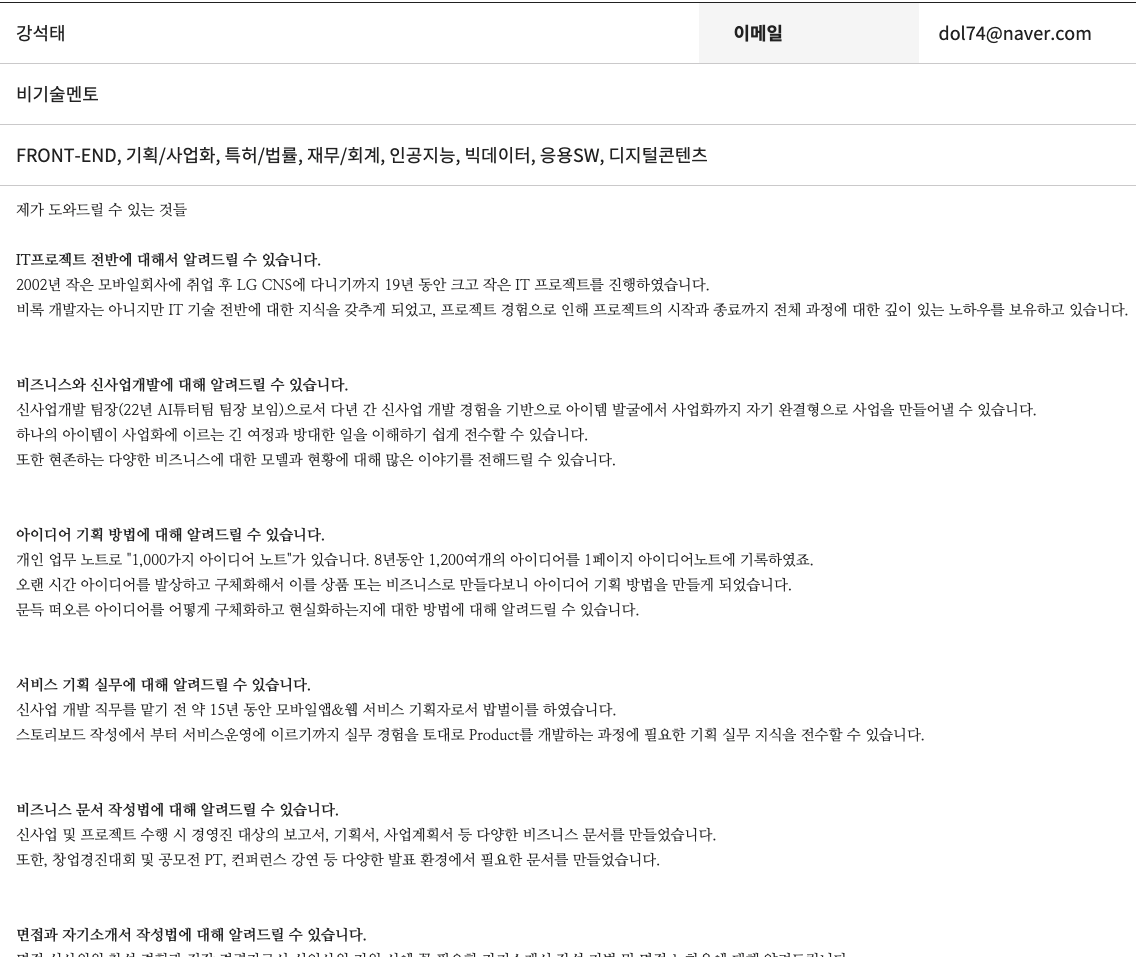 강석태 이메일 dol74@naver.com
비기술멘토
FRONT-END, 기획/사업화, 특허/법률, 재무/회계, 인공지능, 빅데이터, 응용SW, 디지털콘텐츠
제가 도와드릴 수 있는 것들
IT프로젝트 전반에 대해서 알려드릴 수 있습니다.
2002년 작은 모바일회사에 취업 후 LG CNS에 다니기까지 19년 동안 크고 작은 IT 프로젝트를 진행하였습니다.
비록 개발자는 아니지만 IT 기술 전반에 대한 지식을 갖추게 되었고, 프로젝트 경험으로 인해 프로젝트의 시작과 종료까지 전체 과정에 대한 깊이 있는 노하우를 보유하고 있습니다.
비즈니스와 신사업개발에 대해 알려드릴 수 있습니다.
신사업개발 팀장(22년 AI튜터팀 팀장 보임)으로서 다년 간 신사업 개발 경험을 기반으로 아이템 발굴에서 사업화까지 자기 완결형으로 사업을 만들어낼 수 있습니다.
하나의 아이템이 사업화에 이르는 긴 여정과 방대한 일을 이해하기 쉽게 전수할 수 있습니다.
또한 현존하는 다양한 비즈니스에 대한 모델과 현황에 대해 많은 이야기를 전해드릴 수 있습니다.
아이디어 기획 방법에 대해 알려드릴 수 있습니다.
개인 업무 노트로 "1,000가지 아이디어 노트"가 있습니다. 8년동안 1,200여개의 아이디어를 1페이지 아이디어노트에 기록하였죠.
오랜 시간 아이디어를 발상하고 구체화해서 이를 상품 또는 비즈니스로 만들다보니 아이디어 기획 방법을 만들게 되었습니다.
문득 떠오른 아이디어를 어떻게 구체화하고 현실화하는지에 대한 방법에 대해 알려드릴 수 있습니다.
서비스 기획 실무에 대해 알려드릴 수 있습니다.
신사업 개발 직무를 맡기 전 약 15년 동안 모바일앱&웹 서비스 기획자로서 밥벌이를 하였습니다.
스토리보드 작성에서 부터 서비스운영에 이르기까지 실무 경험을 토대로 Product를 개발하는 과정에 필요한 기획 실무 지식을 전수할 수 있습니다.
비즈니스 문서 작성법에 대해 알려드릴 수 있습니다.
신사업 및 프로젝트 수행 시 경영진 대상의 보고서, 기획서, 사업계획서 등 다양한 비즈니스 문서를 만들었습니다.
또한, 창업경진대회 및 공모전 PT, 컨퍼런스 강연 등 다양한 발표 환경에서 필요한 문서를 만들었습니다.
면접과 자기소개서 작성법에 대해 알려드릴 수 있습니다.